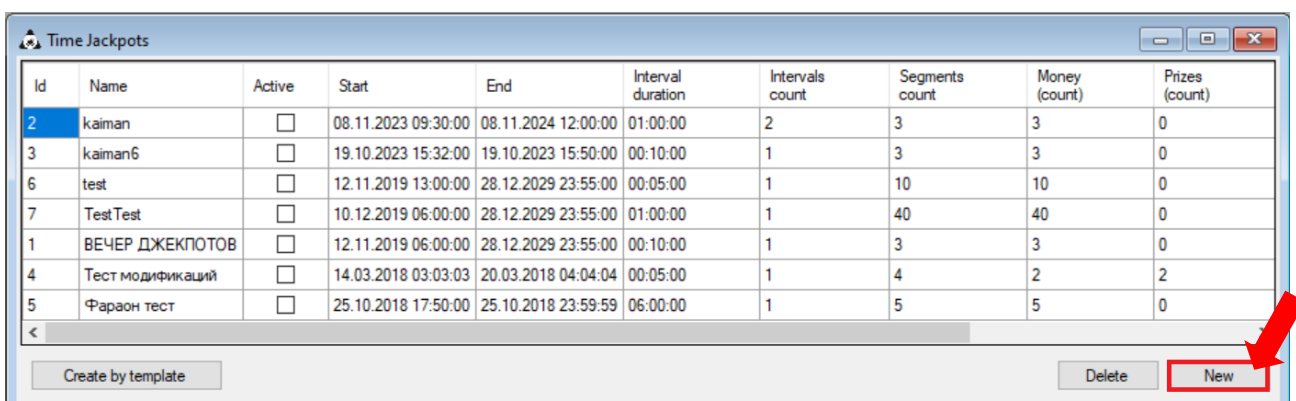 Time Jackpots
Id Name Active Start End Interval duration Intervals count Segments count Money (count) Prizes (count)
2 kaiman 08.11.2023 09:30:00 08.11.2024 12:00:00 01:00:00 2 3 3 0
3 kaiman6 19.10.2023 15:32:00 19.10.2023 15:50:00 00:10:00 1 3 3 0
6 test 12.11.2019 13:00:00 28.12.2029 23:55:00 00:05:00 1 10 10 0
7 TestTest 10.12.2019 06:00:00 28.12.2029 23:55:00 01:00:00 1 40 40 0
1 ВЕЧЕР ДЖЕКПОТОВ 12.11.2019 06:00:00 28.12.2029 23:55:00 00:10:00 1 3 3 0
4 Тест модификаций 14.03.2018 03:03:03 20.03.2018 04:04:04 00:05:00 1 4 2 2
5 Фараон тест 25.10.2018 17:50:00 25.10.2018 23:59:59 06:00:00 1 5 5 0
Create by template Delete New